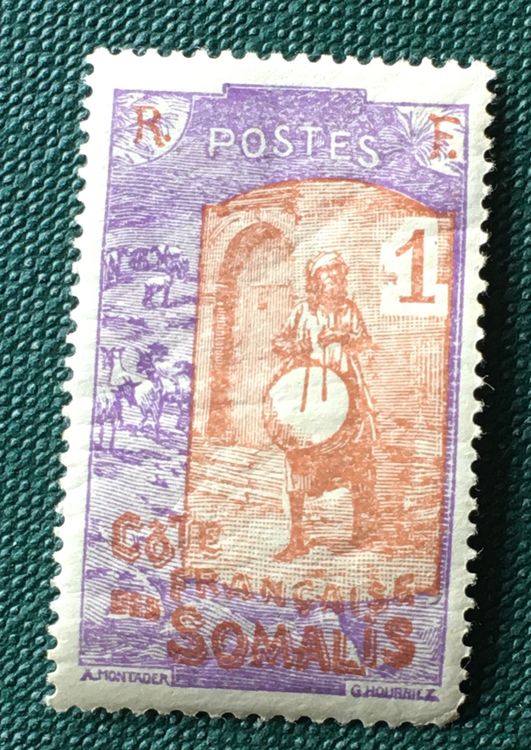 R. POSTES F.
1
CÔTE
FRANÇAISE
DES SOMALIS
A. MONTADER G. HOURRIEZ